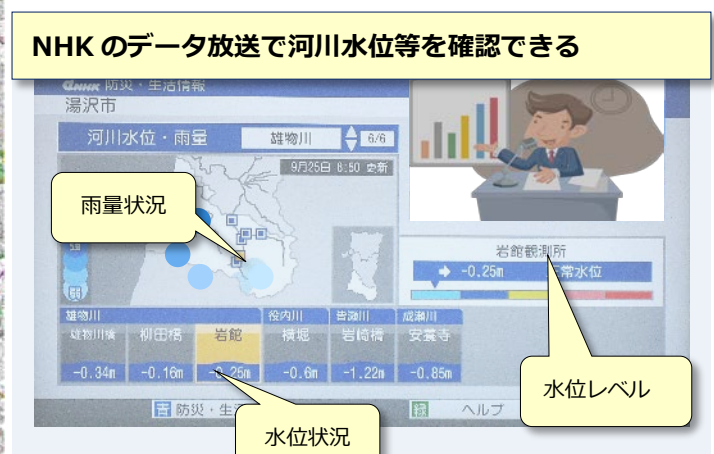 NHK のデータ放送で河川水位等を確認できる
NHK 防災・生活情報
湯沢市
河川水位・雨量
雄物川
6/6
9月25日 8:50 更新
雨量状況
岩館観測所
-0.25m
常水位
雄物川
役内川
皆瀬川
成瀬川
雄物川橋
柳田橋
岩館
横堀
岩崎橋
安養寺
-0.34m
-0.16m
-0.25m
-0.6m
-1.22m
-0.85m
水位レベル
青 防災・生
緑 ヘルプ
水位状況